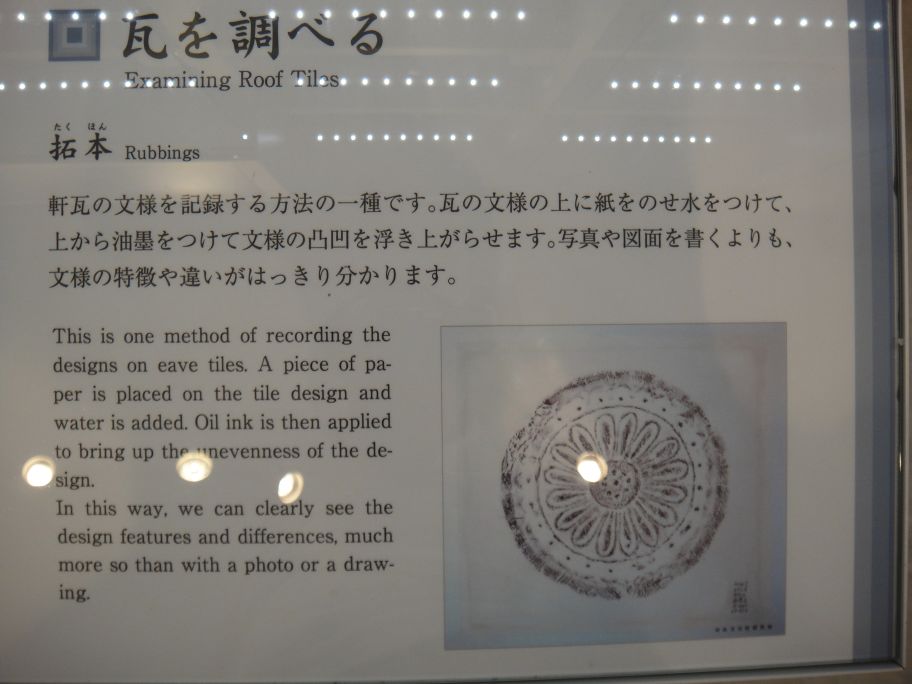 瓦を調べる
Examining Roof Tiles
たく ほん
拓本 Rubbings
軒瓦の文様を記録する方法の一種です。瓦の文様の上に紙をのせ水をつけて、
上から油墨をつけて文様の凸凹を浮き上がらせます。写真や図面を書くよりも、
文様の特徴や違いがはっきり分かります。
This is one method of recording the
designs on eave tiles. A piece of pa-
per is placed on the tile design and
water is added. Oil ink is then applied
to bring up the unevenness of the de-
sign.
In this way, we can clearly see the
design features and differences, much
more so than with a photo or a draw-
ing.